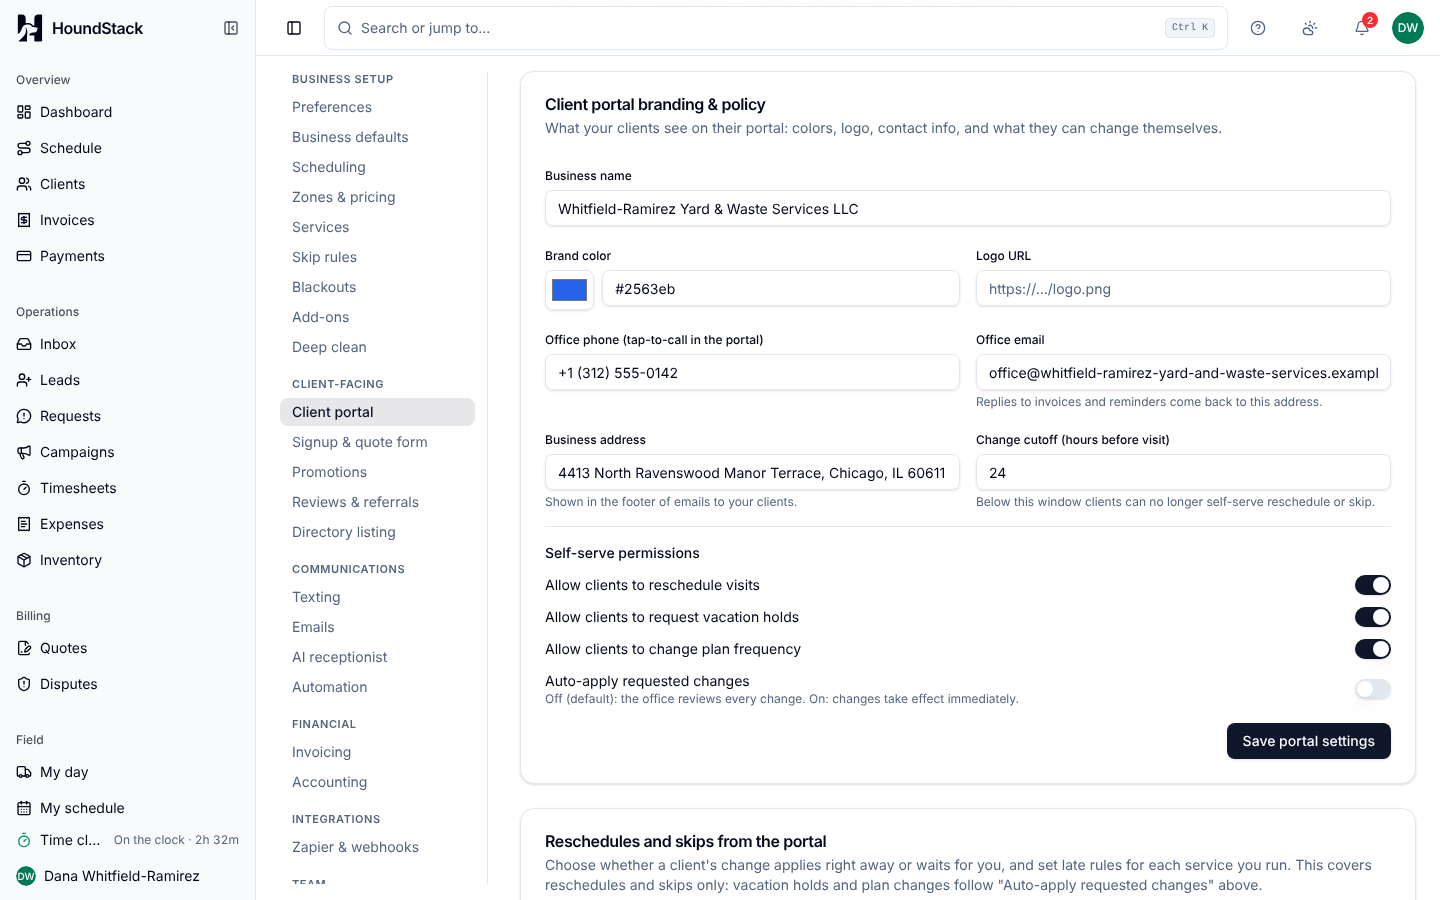 HoundStack
Search or jump to...
Ctrl K
2
DW
Overview
Dashboard
Schedule
Clients
Invoices
Payments
Operations
Inbox
Leads
Requests
Campaigns
Timesheets
Expenses
Inventory
Billing
Quotes
Disputes
Field
My day
My schedule
Time cl... On the clock · 2h 32m
DW Dana Whitfield-Ramirez
BUSINESS SETUP
Preferences
Business defaults
Scheduling
Zones & pricing
Services
Skip rules
Blackouts
Add-ons
Deep clean
CLIENT-FACING
Client portal
Signup & quote form
Promotions
Reviews & referrals
Directory listing
COMMUNICATIONS
Texting
Emails
AI receptionist
Automation
FINANCIAL
Invoicing
Accounting
INTEGRATIONS
Zapier & webhooks
TEAM
Client portal branding & policy
What your clients see on their portal: colors, logo, contact info, and what they can change themselves.
Business name
Whitfield-Ramirez Yard & Waste Services LLC
Brand color
#2563eb
Logo URL
https://.../logo.png
Office phone (tap-to-call in the portal)
+1 (312) 555-0142
Office email
office@whitfield-ramirez-yard-and-waste-services.exampl
Replies to invoices and reminders come back to this address.
Business address
4413 North Ravenswood Manor Terrace, Chicago, IL 60611
Shown in the footer of emails to your clients.
Change cutoff (hours before visit)
24
Below this window clients can no longer self-serve reschedule or skip.
Self-serve permissions
Allow clients to reschedule visits
Allow clients to request vacation holds
Allow clients to change plan frequency
Auto-apply requested changes
Off (default): the office reviews every change. On: changes take effect immediately.
Save portal settings
Reschedules and skips from the portal
Choose whether a client's change applies right away or waits for you, and set late rules for each service you run. This covers
reschedules and skips only: vacation holds and plan changes follow "Auto-apply requested changes" above.